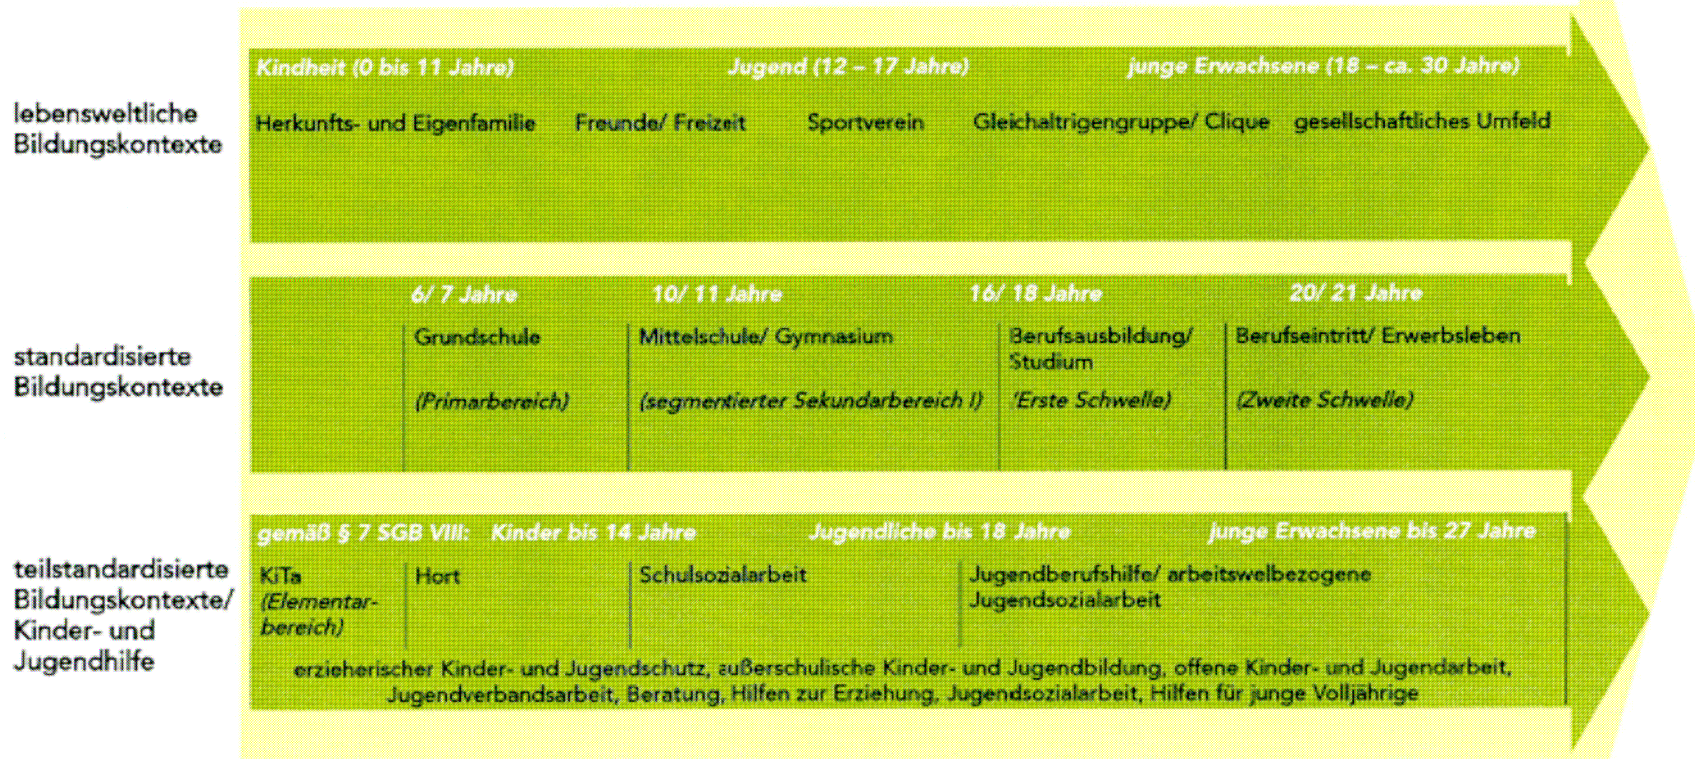 Kindheit (0 bis 11 Jahre) Jugend (12 – 17 Jahre) junge Erwachsene (18 – ca. 30 Jahre)
lebensweltliche
Bildungskontexte
Herkunfts- und Eigenfamilie Freunde/ Freizeit Sportverein Gleichaltrigengruppe/ Clique gesellschaftliches Umfeld
6/ 7 Jahre 10/ 11 Jahre 16/ 18 Jahre 20/ 21 Jahre
standardisierte
Bildungskontexte
Grundschule
(Primarbereich)
Mittelschule/ Gymnasium
(segmentierter Sekundarbereich I)
Berufsausbildung/
Studium
'Erste Schwelle)
Berufseintritt/ Erwerbsleben
(Zweite Schwelle)
gemäß § 7 SGB VIII: Kinder bis 14 Jahre Jugendliche bis 18 Jahre junge Erwachsene bis 27 Jahre
teilstandardisierte
Bildungskontexte/
Kinder- und
Jugendhilfe
KiTa
(Elementar-
bereich)
Hort
Schulsozialarbeit
Jugendberufshilfe/ arbeitswelbezogene
Jugendsozialarbeit
erzieherischer Kinder- und Jugendschutz, außerschulische Kinder- und Jugendbildung, offene Kinder- und Jugendarbeit,
Jugendverbandsarbeit, Beratung, Hilfen zur Erziehung, Jugendsozialarbeit, Hilfen für junge Volljährige